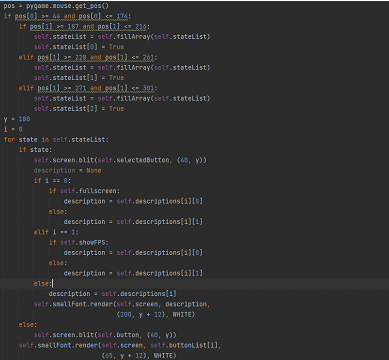 pos = pygame.mouse.get_pos()
if pos[0] >= 44 and pos[0] <= 174:
    if pos[1] >= 187 and pos[1] <= 216:
        self.stateList = self.fillArray(self.stateList)
        self.stateList[0] = True
    elif pos[1] >= 228 and pos[1] <= 261:
        self.stateList = self.fillArray(self.stateList)
        self.stateList[1] = True
    elif pos[1] >= 271 and pos[1] <= 301:
        self.stateList = self.fillArray(self.stateList)
        self.stateList[2] = True
y = 188
i = 0
for state in self.stateList:
    if state:
        self.screen.blit(self.selectedButton, (40, y))
        description = None
        if i == 0:
            if self.fullscreen:
                description = self.descriptions[i][0]
            else:
                description = self.descriptions[i][1]
        elif i == 1:
            if self.showFPS:
                description = self.descriptions[i][0]
            else:
                description = self.descriptions[i][1]
        else:
            description = self.descriptions[i]
        self.smallFont.render(self.screen, description,
                              (200, y + 12), WHITE)
    else:
        self.screen.blit(self.button, (40, y))
    self.smallFont.render(self.screen, self.buttonList[i],
                          (65, y + 12), WHITE)